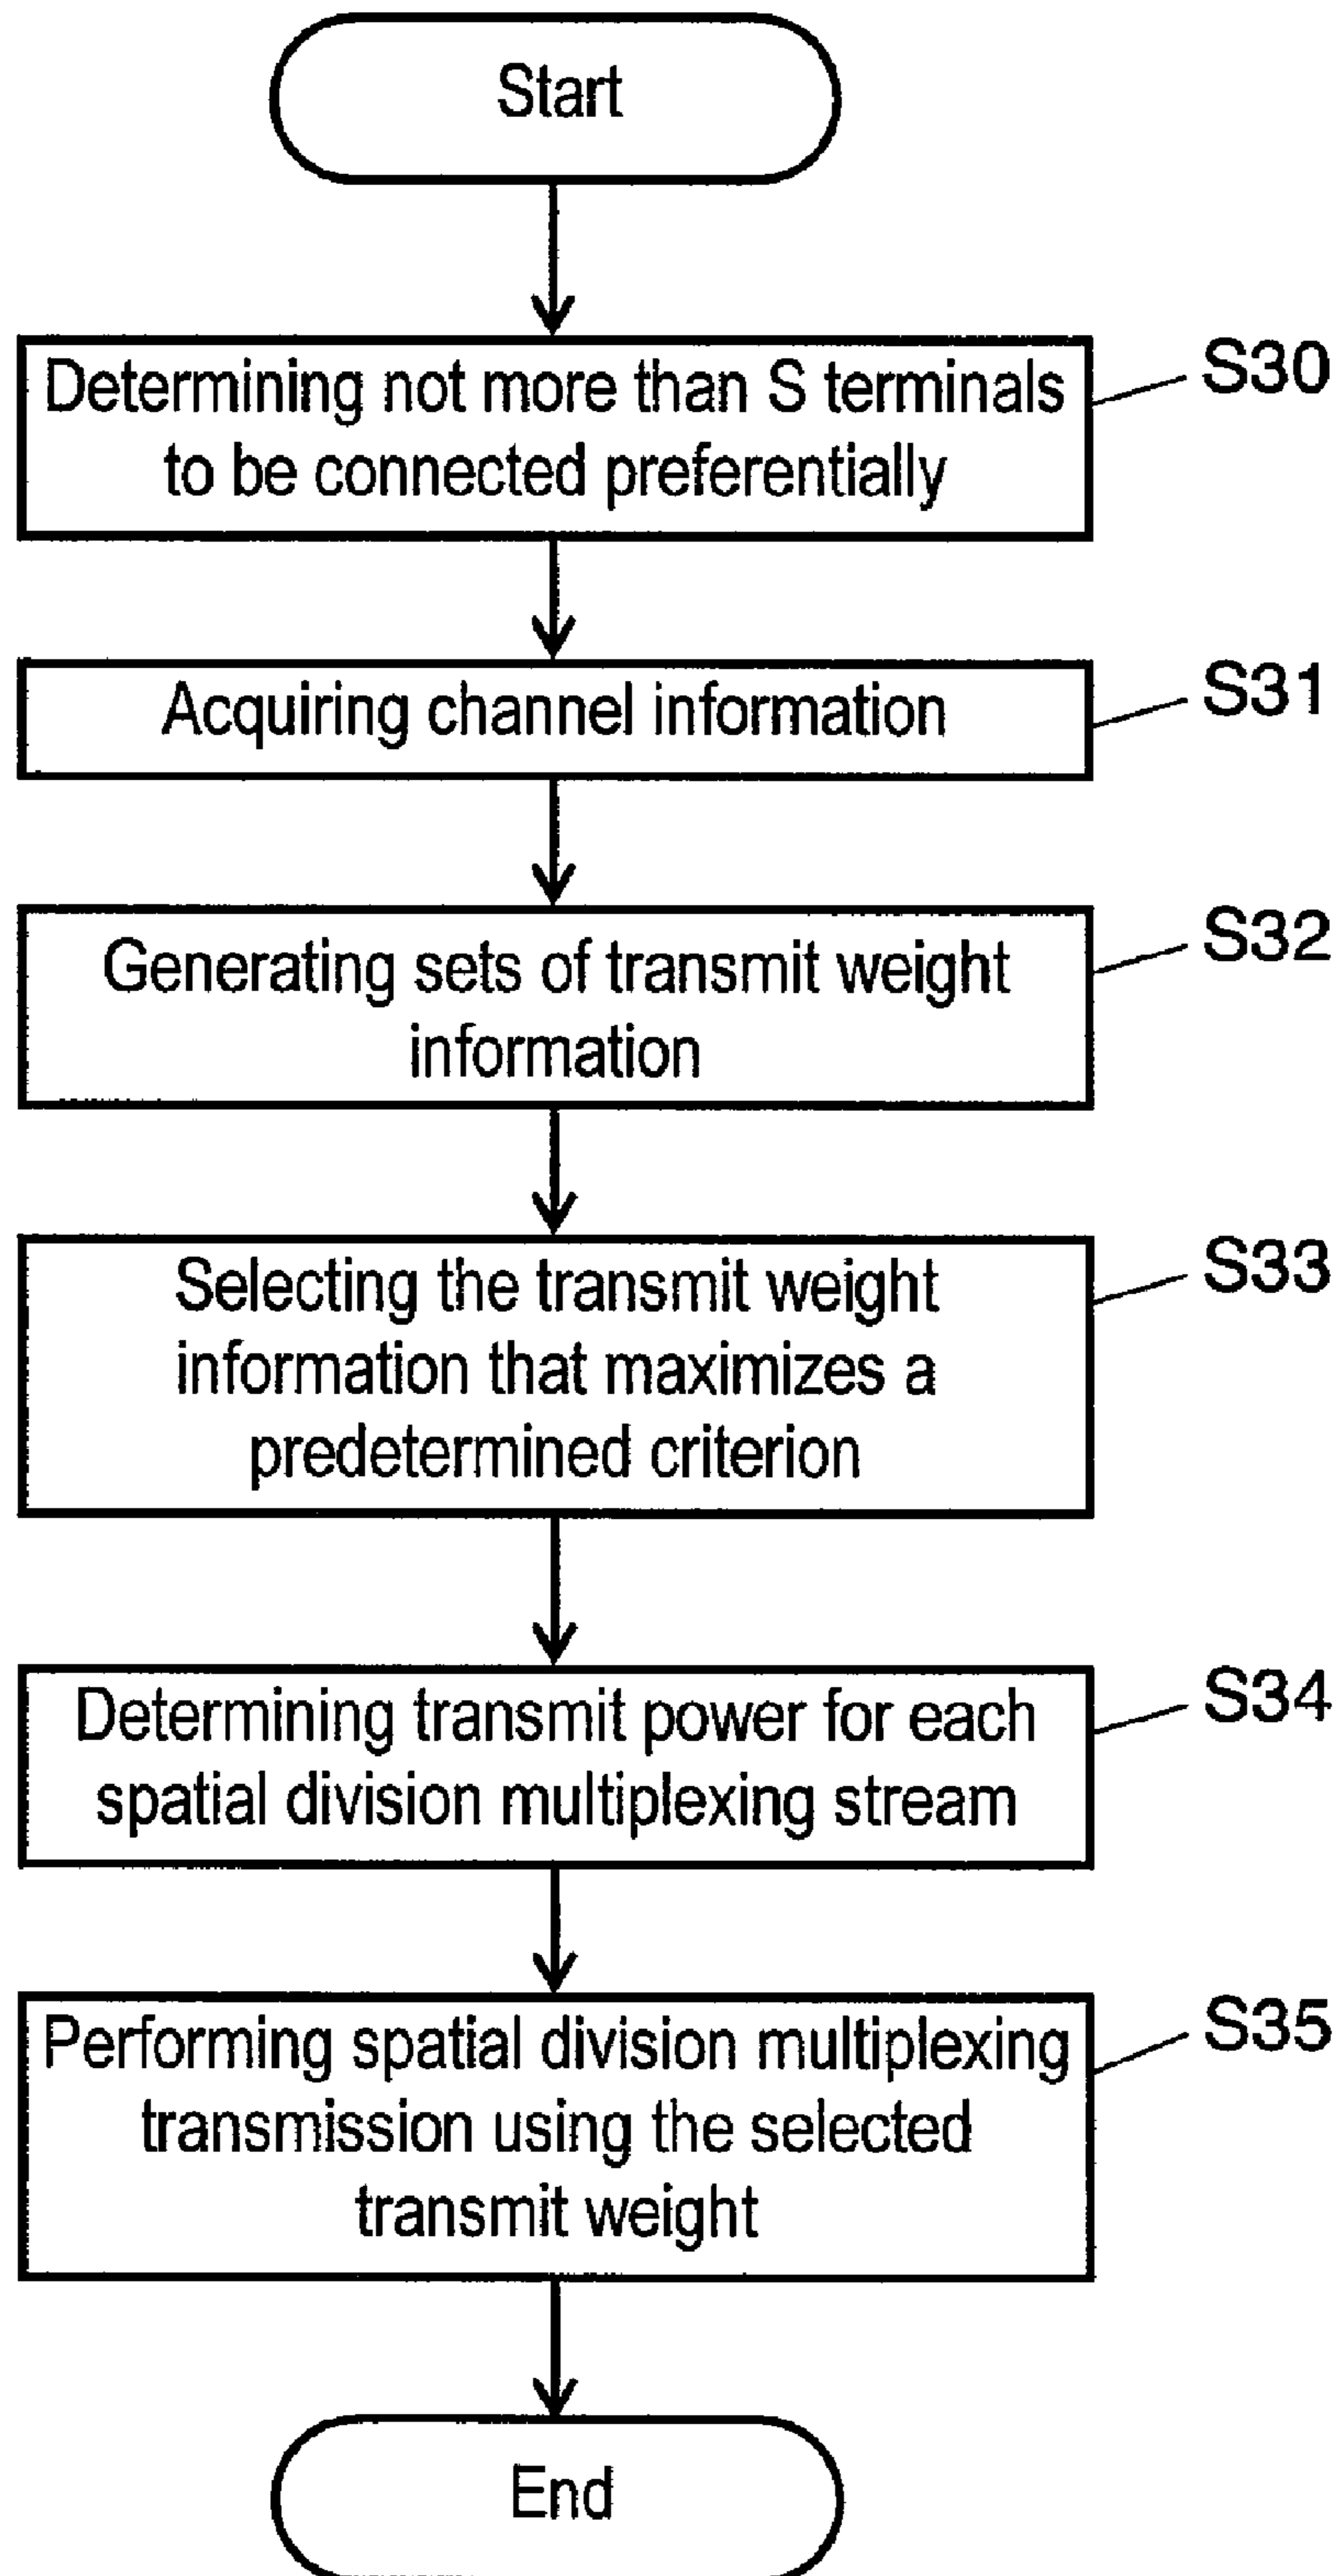 Start
Determining not more than S terminals
to be connected preferentially
S30
Acquiring channel information
S31
Generating sets of transmit weight
information
S32
Selecting the transmit weight
information that maximizes a
predetermined criterion
S33
Determining transmit power for each
spatial division multiplexing stream
S34
Performing spatial division multiplexing
transmission using the selected
transmit weight
S35
End